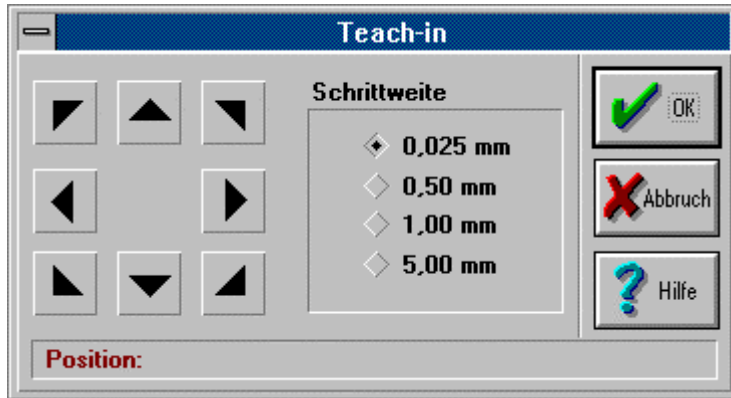 Teach-in
Schrittweite
0,025 mm
0,50 mm
1,00 mm
5,00 mm
OK
Abbruch
Hilfe
Position: